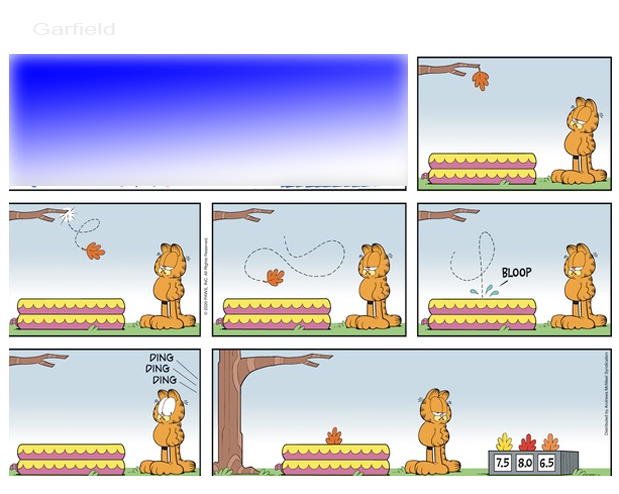 Garfield
© 2020 PAWS, INC. All Rights Reserved.
BLOOP
DING
DING
DING
7.5 8.0 6.5
Distributed by Andrews McMeel Syndication